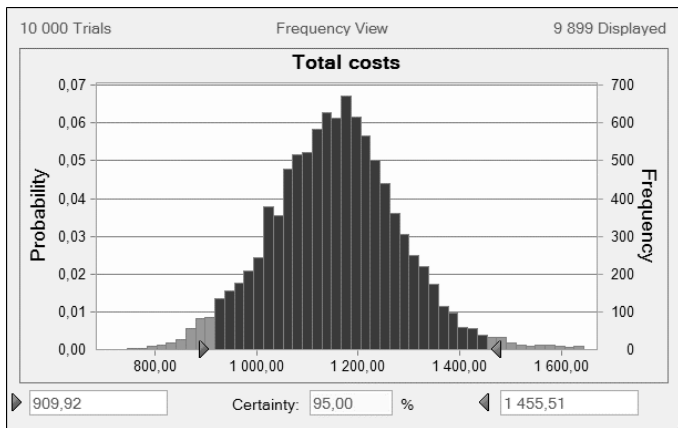 10 000 Trials Frequency View 9 899 Displayed
Total costs
0,07 700
0,06 600
0,05 500
0,04 400
0,03 300
0,02 200
0,01 100
0,00 0
Probability
Frequency
800,00 1 000,00 1 200,00 1 400,00 1 600,00
909,92 Certainty: 95,00 % 1 455,51